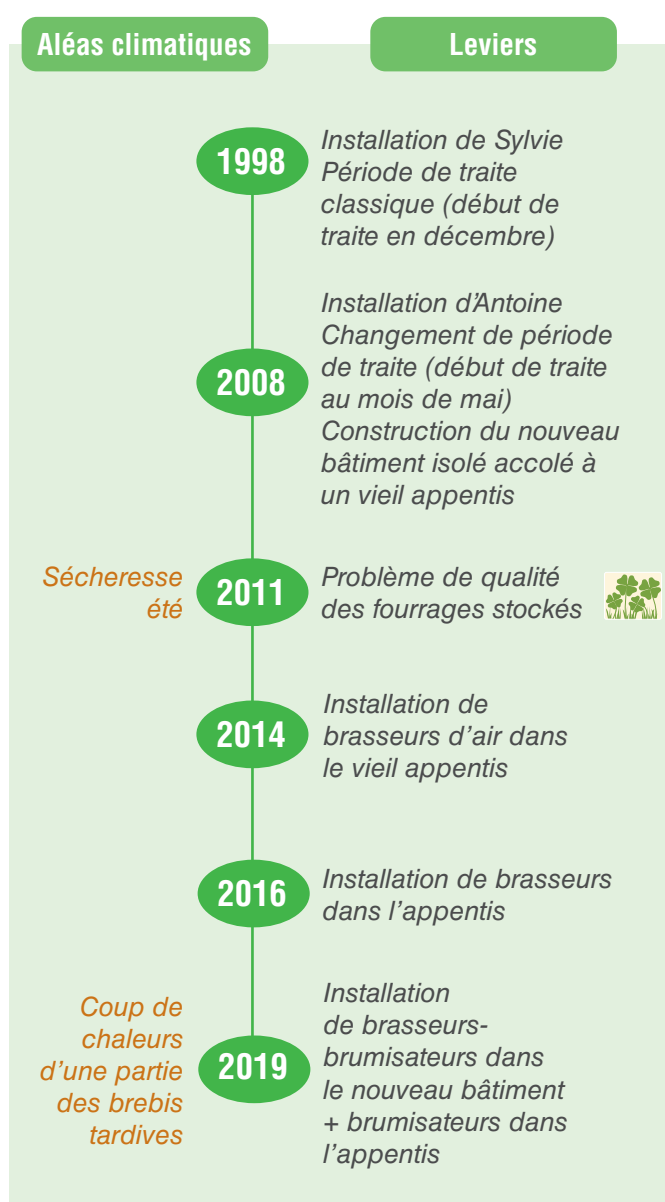 Aléas climatiques
Leviers
1998
Installation de Sylvie
Période de traite
classique (début de
traite en décembre)
2008
Installation d'Antoine
Changement de période
de traite (début de traite
au mois de mai)
Construction du nouveau
bâtiment isolé accolé à
un vieil appentis
Sécheresse
été
2011
Problème de qualité
des fourrages stockés
2014
Installation de
brasseurs d'air dans
le vieil appentis
2016
Installation de brasseurs
dans l'appentis
Coup de
chaleurs
d'une partie
des brebis
tardives
2019
Installation
de brasseurs-
brumisateurs dans
le nouveau bâtiment
+ brumisateurs dans
l'appentis